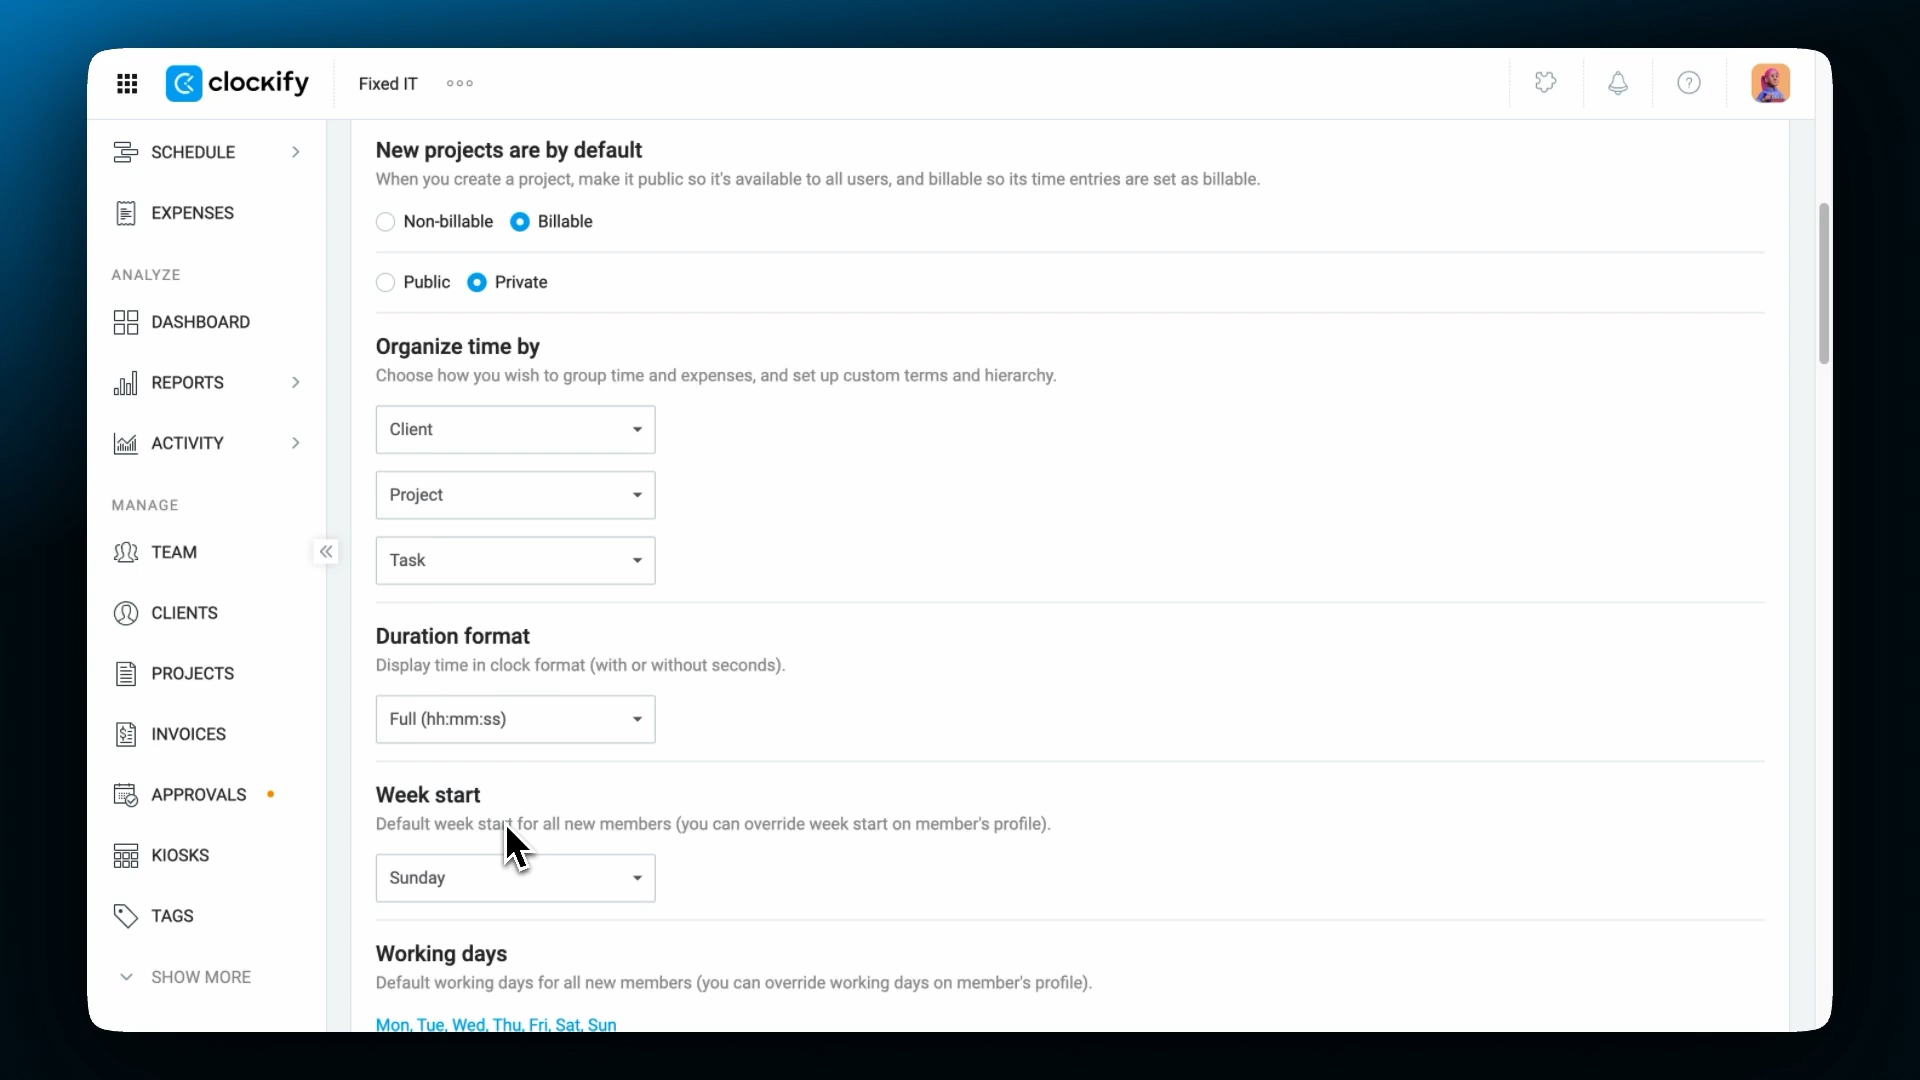 clockify
Fixed IT
SCHEDULE
EXPENSES
ANALYZE
DASHBOARD
REPORTS
ACTIVITY
MANAGE
TEAM
CLIENTS
PROJECTS
INVOICES
APPROVALS
KIOSKS
TAGS
SHOW MORE
New projects are by default
When you create a project, make it public so it's available to all users, and billable so its time entries are set as billable.
Non-billable Billable
Public Private
Organize time by
Choose how you wish to group time and expenses, and set up custom terms and hierarchy.
Client
Project
Task
Duration format
Display time in clock format (with or without seconds).
Full (hh:mm:ss)
Week start
Default week start for all new members (you can override week start on member's profile).
Sunday
Working days
Default working days for all new members (you can override working days on member's profile).
Mon, Tue, Wed, Thu, Fri, Sat, Sun